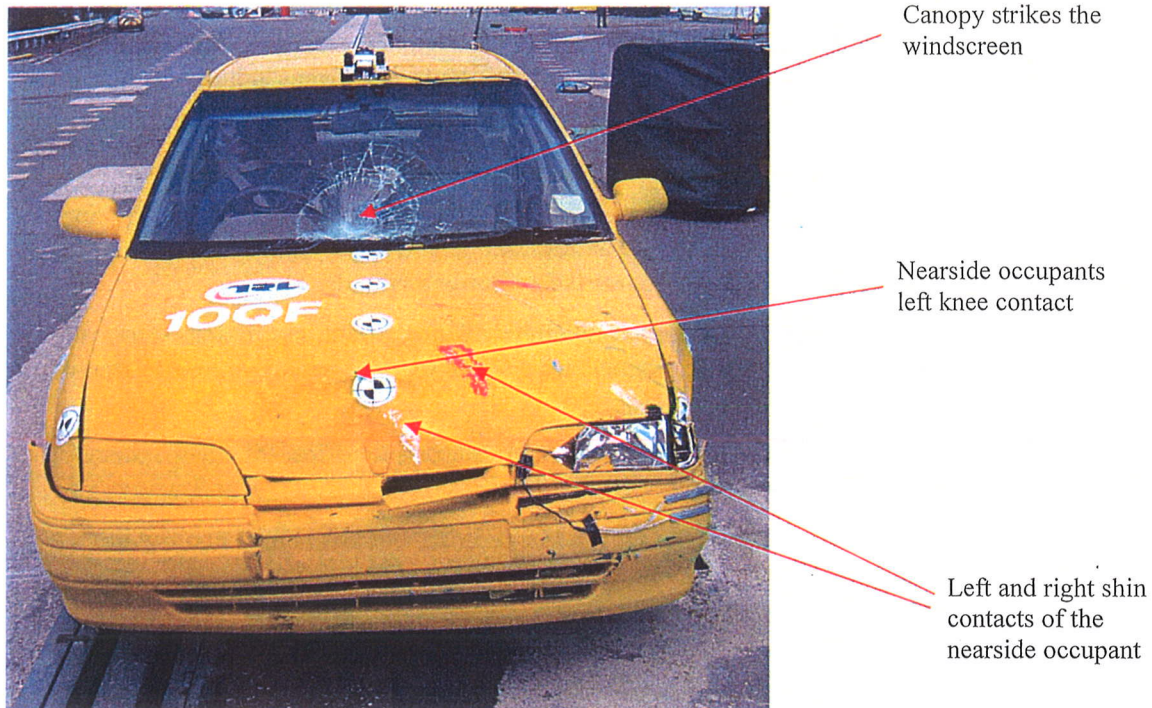 Canopy strikes the
windscreen
Nearside occupants
left knee contact
Left and right shin
contacts of the
nearside occupant
TRL
10QF